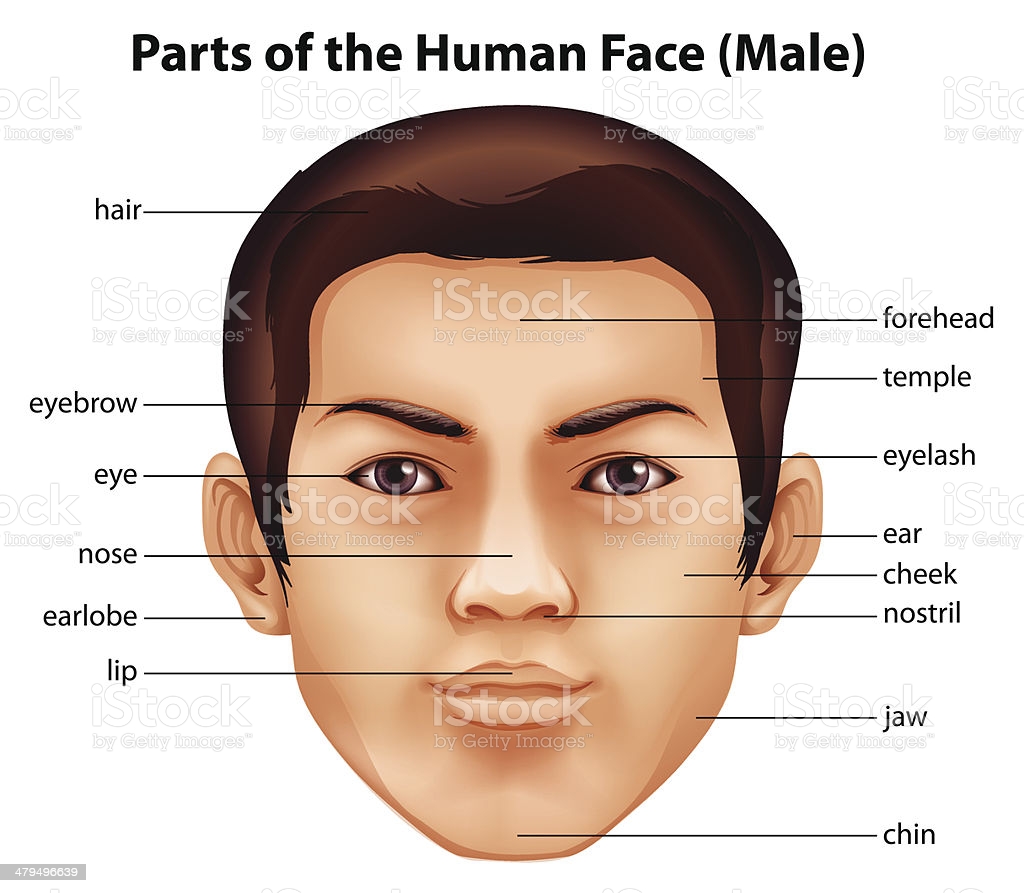 Parts of the Human Face (Male)
hair
forehead
temple
eyebrow
eyelash
eye
ear
nose
cheek
nostril
earlobe
lip
jaw
chin
iStock
by Getty Images™
479496639